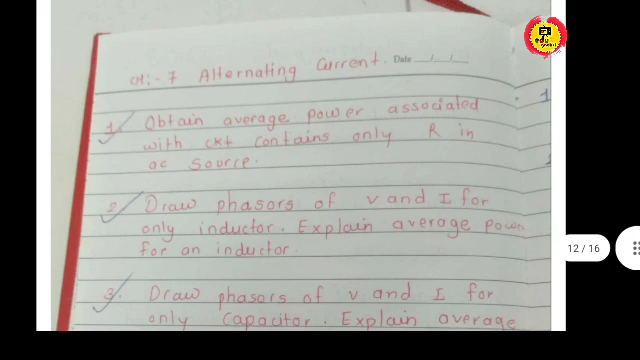 CH:- 7 Alternating Current. Date / /
1. Obtain average power associated
with ckt contains only R in
ac source.
2. Draw phasors of V and I for
only inductor. Explain average power
for an inductor.
3. Draw phasors of V and I for
only capacitor. Explain average
12 / 16
edu